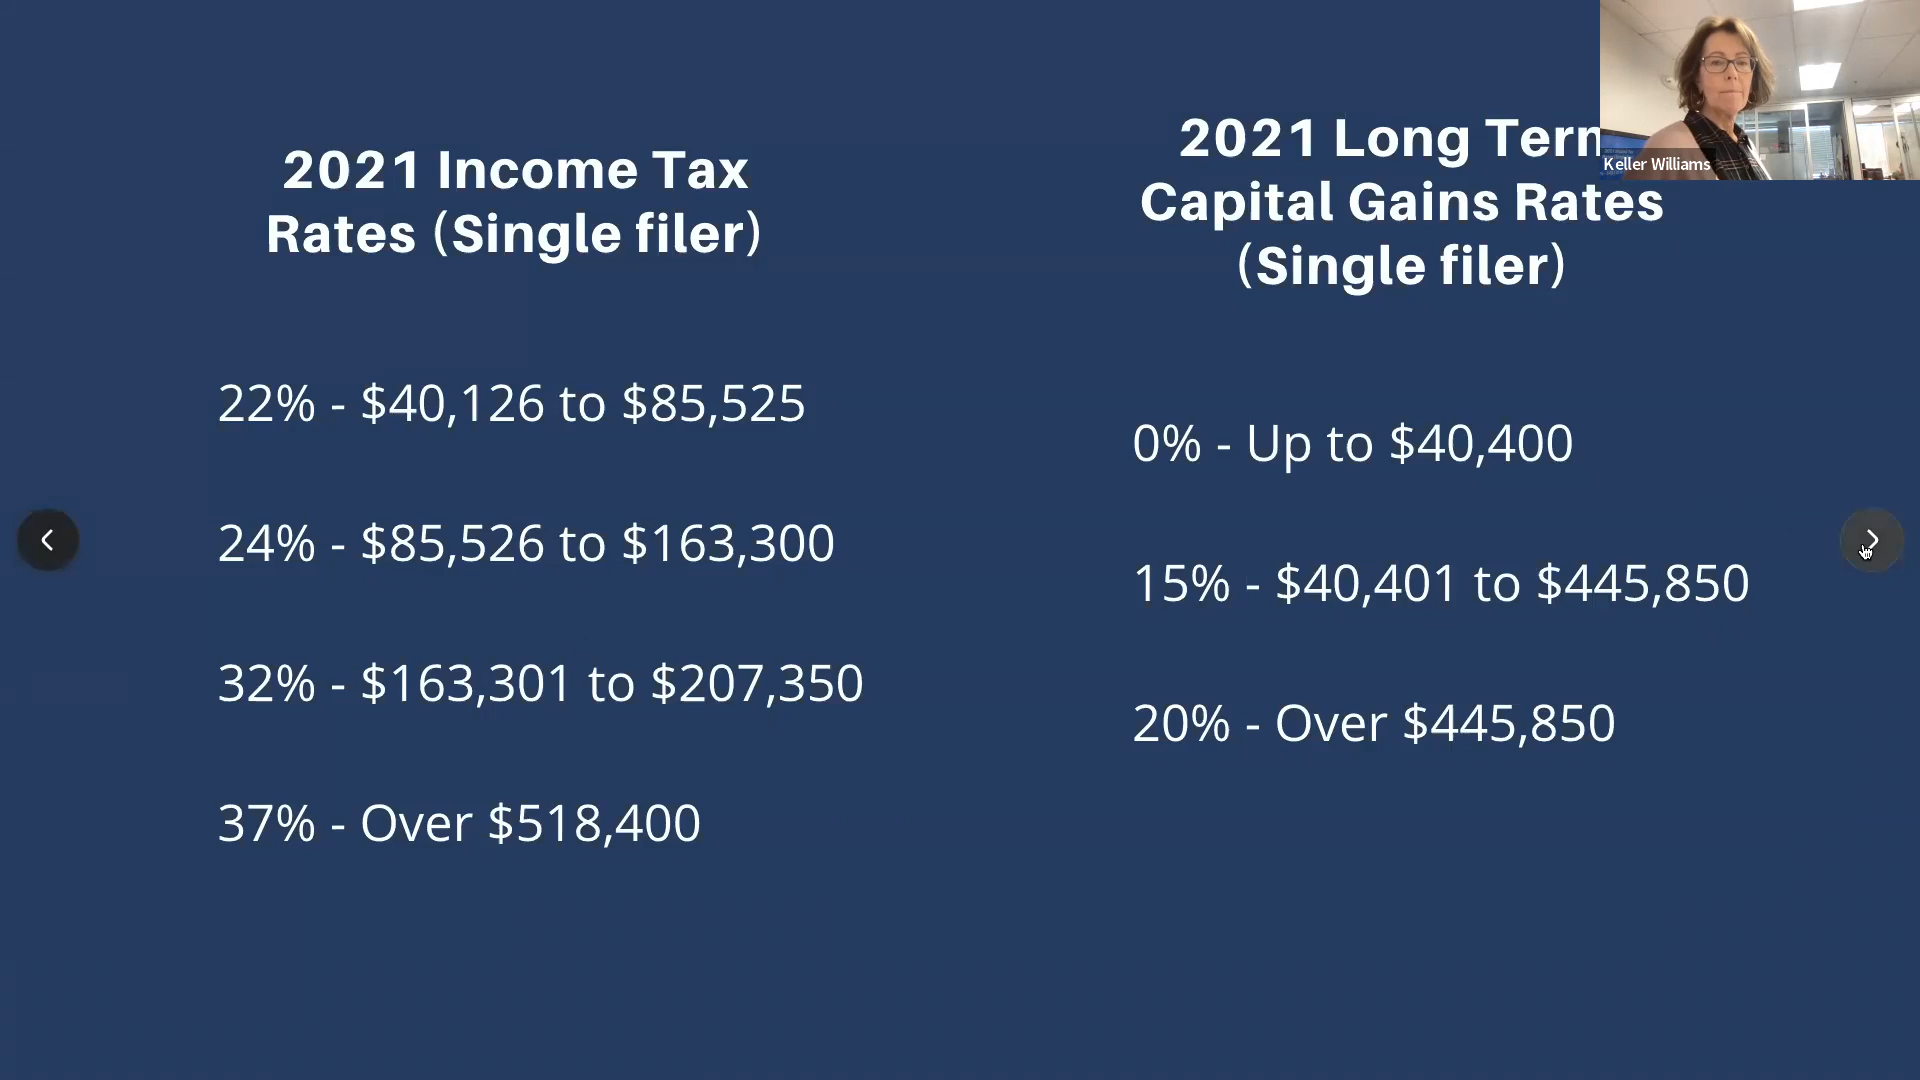 2021 Income Tax
Rates (Single filer)
22% - $40,126 to $85,525
24% - $85,526 to $163,300
32% - $163,301 to $207,350
37% - Over $518,400
2021 Long Term
Capital Gains Rates
(Single filer)
0% - Up to $40,400
15% - $40,401 to $445,850
20% - Over $445,850
Keller Williams